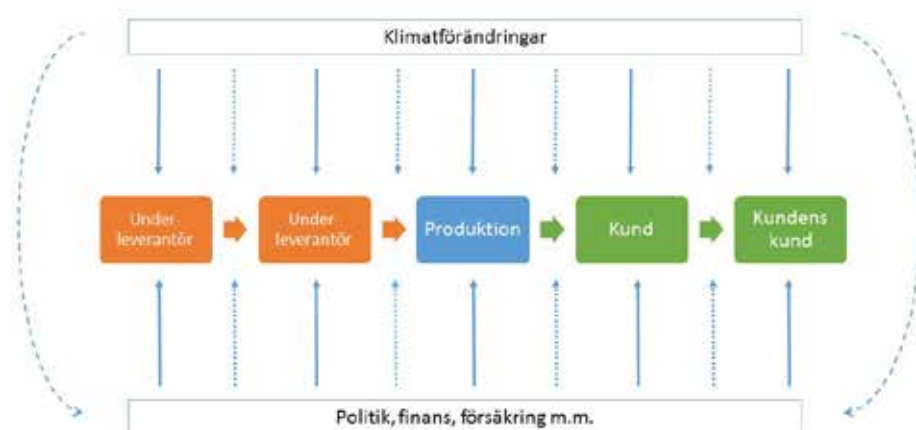 Klimatförändringar
Under
leverantör
Under
leverantör
Produktion
Kund
Kundens
kund
Politik, finans, försäkring m.m.